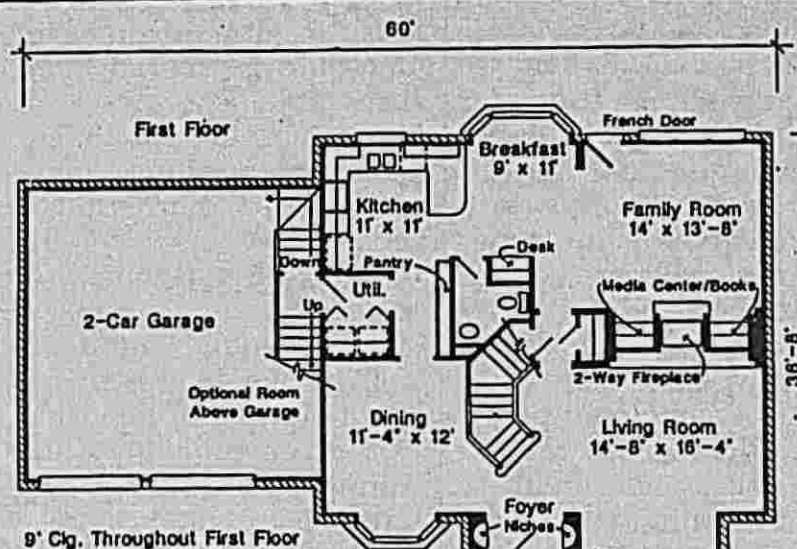 60'
First Floor
French Door
Breakfast
9' x 11'
Kitchen
11' x 11'
Family Room
14' x 13'-8"
Desk
Pantry
Down
Util.
Media Center/Books
Up
2-Car Garage
36'-8"
2-Way Fireplace
Optional Room
Above Garage
Dining
11'-4" x 12'
Living Room
14'-8" x 16'-4"
Foyer
Niches
9' Clg. Throughout First Floor